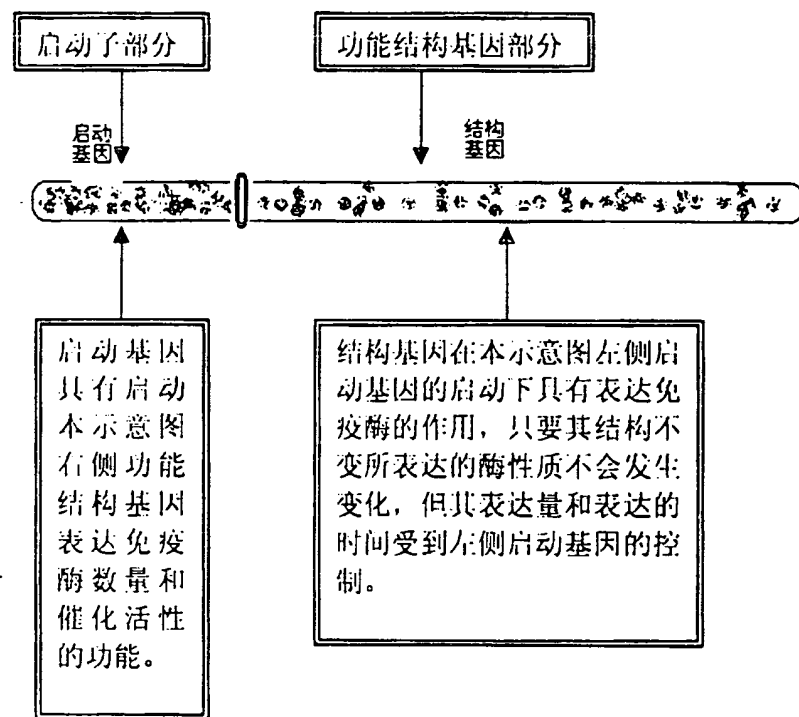 启动子部分
功能结构基因部分
启动
基因
结构
基因
启动基因
具有启动
本示意图
右侧功能
结构基因
表达免疫
酶数量和
催化活性
的功能。
结构基因在本示意图左侧启
动基因的启动下具有表达免
疫酶的作用，只要其结构不
变所表达的酶性质不会发生
变化，但其表达量和表达的
时间受到左侧启动基因的控
制。